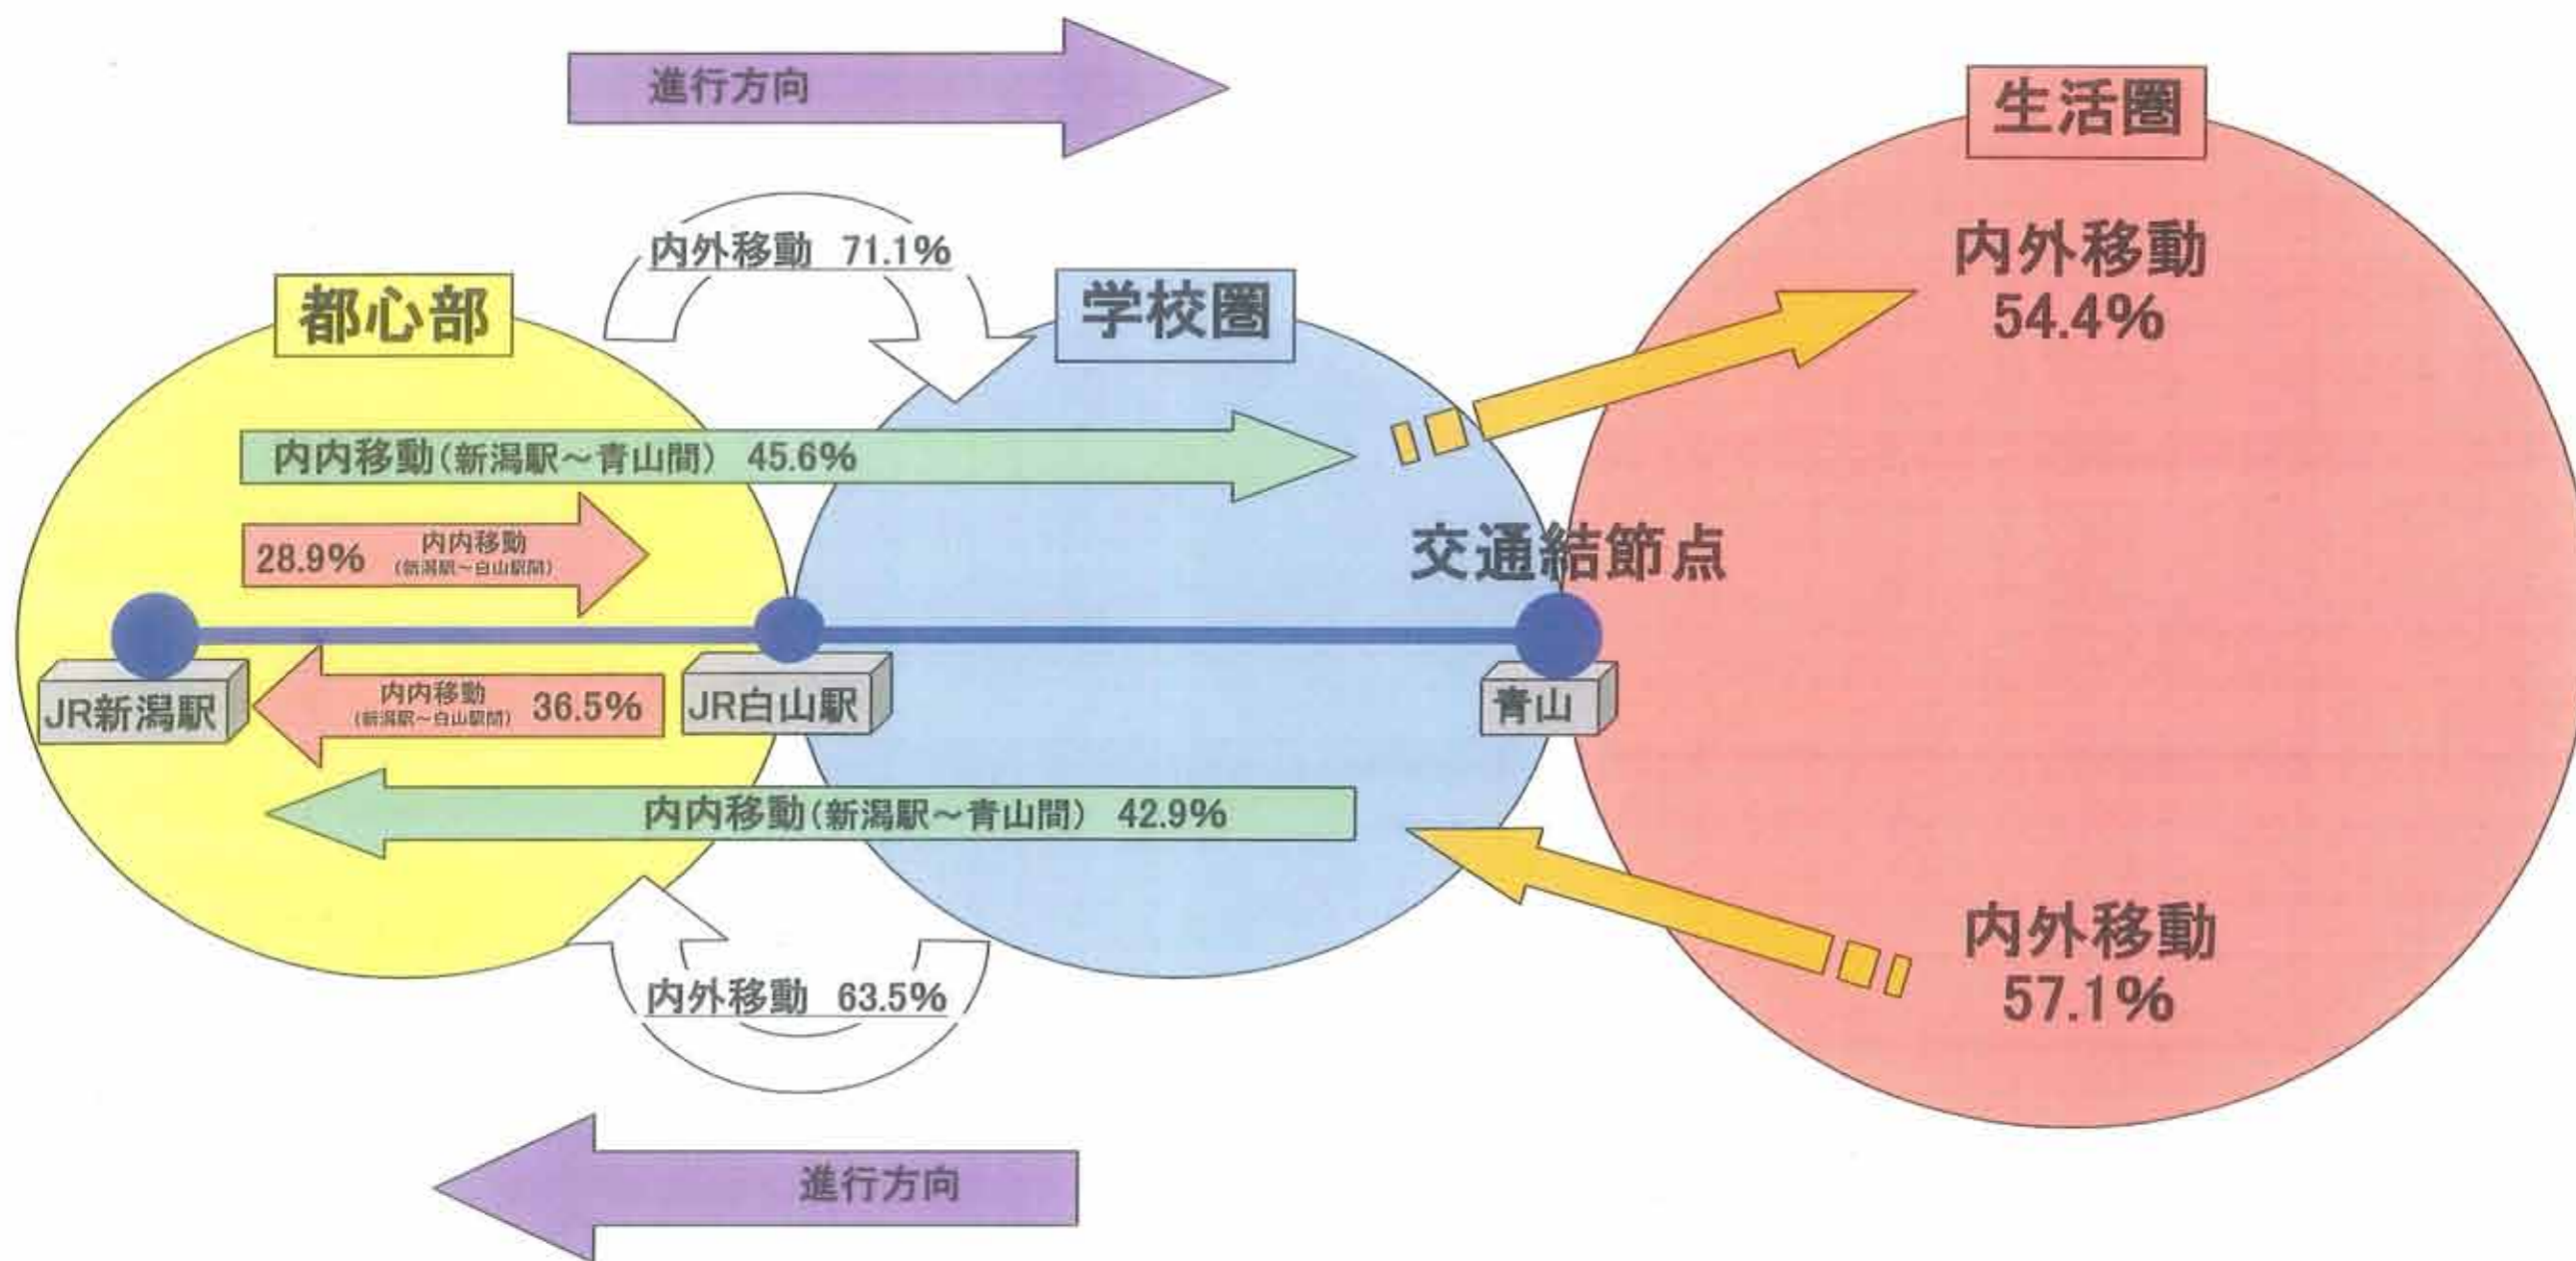 進行方向
生活圏
内外移動
54.4%
内外移動 71.1%
都心部
学校圏
内内移動(新潟駅～青山間) 45.6%
28.9% 内内移動
(新潟駅～白山駅間)
交通結節点
JR新潟駅
内内移動
(新潟駅～白山駅間) 36.5%
JR白山駅
青山
内内移動(新潟駅～青山間) 42.9%
内外移動
57.1%
内外移動 63.5%
進行方向